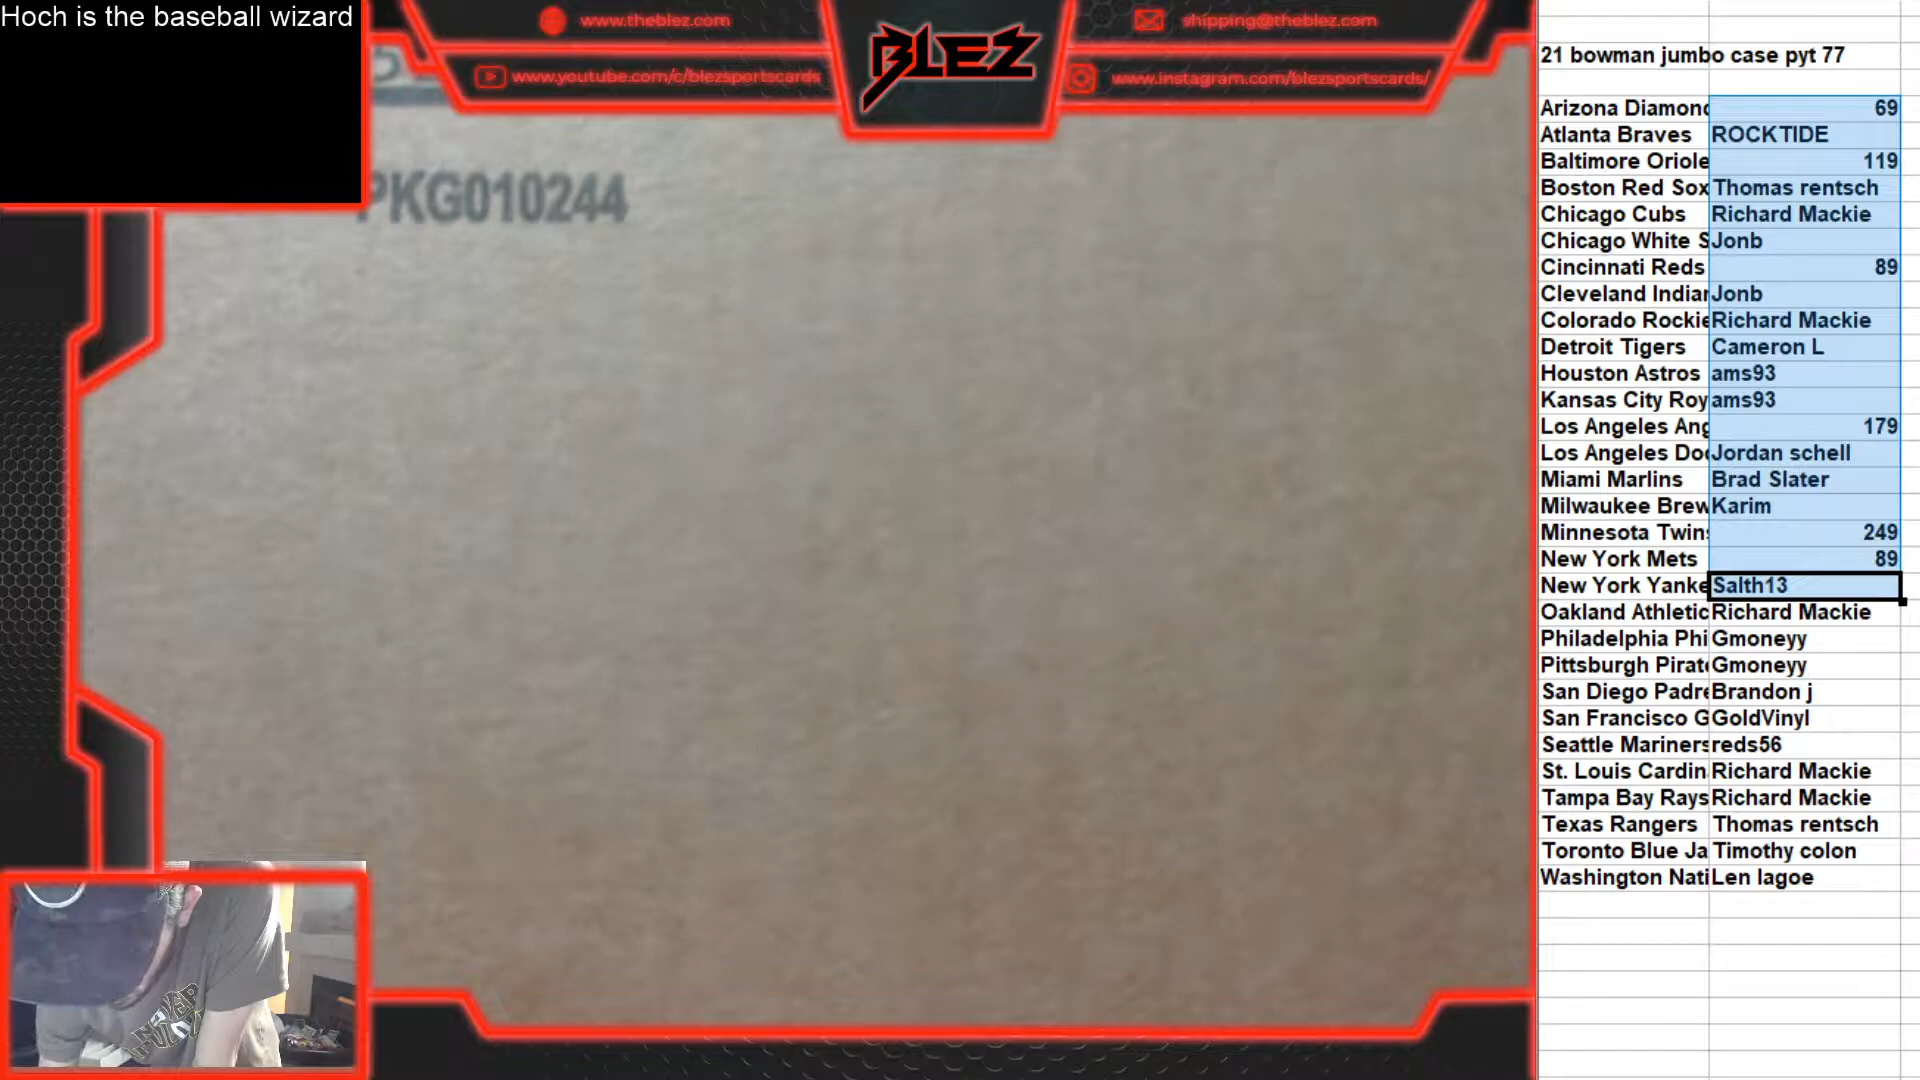 Hoch is the baseball wizard
www.theblez.com
shipping@theblez.com
BLEZ
www.youtube.com/c/blezsportscards
www.instagram.com/blezsportscards/
PKG010244
21 bowman jumbo case pyt 77
Arizona Diamond 69
Atlanta Braves ROCKTIDE
Baltimore Oriole 119
Boston Red Sox Thomas rentsch
Chicago Cubs Richard Mackie
Chicago White S Jonb
Cincinnati Reds 89
Cleveland Indian Jonb
Colorado Rockie Richard Mackie
Detroit Tigers Cameron L
Houston Astros ams93
Kansas City Roy ams93
Los Angeles Ang 179
Los Angeles Dod Jordan schell
Miami Marlins Brad Slater
Milwaukee Brew Karim
Minnesota Twins 249
New York Mets 89
New York Yanke Salth13
Oakland Athletic Richard Mackie
Philadelphia Phi Gmoneyy
Pittsburgh Pirate Gmoneyy
San Diego Padre Brandon j
San Francisco G GoldVinyl
Seattle Mariners reds56
St. Louis Cardin Richard Mackie
Tampa Bay Rays Richard Mackie
Texas Rangers Thomas rentsch
Toronto Blue Ja Timothy colon
Washington Nati Len lagoe